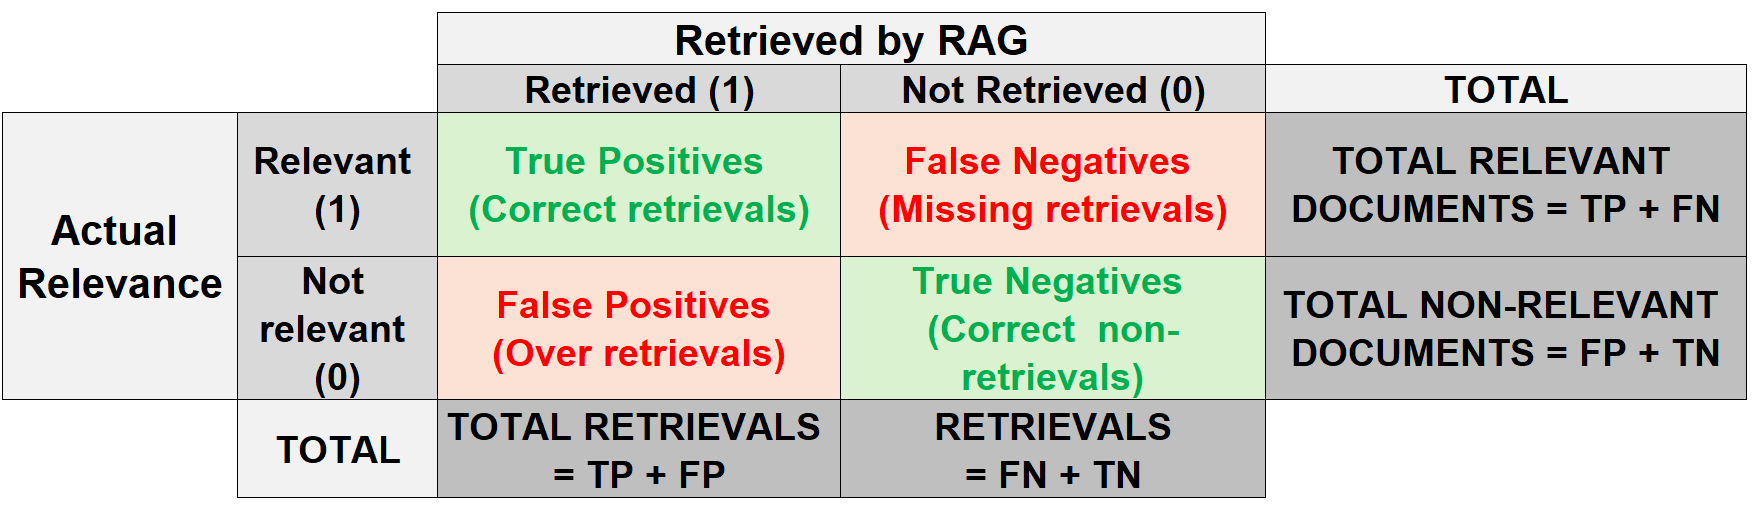 Retrieved by RAG
Retrieved (1)
Not Retrieved (0)
TOTAL
Actual
Relevance
Relevant
(1)
True Positives
(Correct retrievals)
False Negatives
(Missing retrievals)
TOTAL RELEVANT
DOCUMENTS = TP + FN
Not
relevant
(0)
False Positives
(Over retrievals)
True Negatives
(Correct non-
retrievals)
TOTAL NON-RELEVANT
DOCUMENTS = FP + TN
TOTAL
TOTAL RETRIEVALS
= TP + FP
RETRIEVALS
= FN + TN